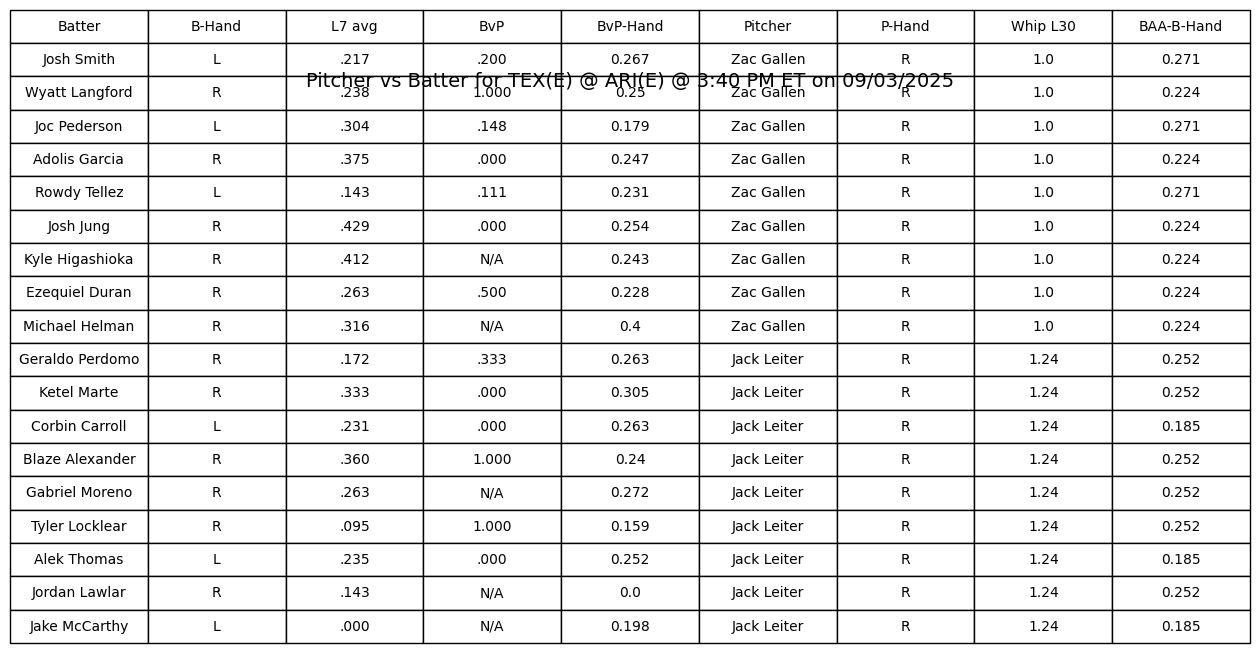 Batter B-Hand L7 avg BvP BvP-Hand Pitcher P-Hand Whip L30 BAA-B-Hand
Josh Smith L .217 .200 0.267 Zac Gallen R 1.0 0.271
Pitcher vs Batter for TEX(E) @ ARI(E) @ 3:40 PM ET on 09/03/2025
Wyatt Langford R .238 1.000 0.25 Zac Gallen R 1.0 0.224
Joc Pederson L .304 .148 0.179 Zac Gallen R 1.0 0.271
Adolis Garcia R .375 .000 0.247 Zac Gallen R 1.0 0.224
Rowdy Tellez L .143 .111 0.231 Zac Gallen R 1.0 0.271
Josh Jung R .429 .000 0.254 Zac Gallen R 1.0 0.224
Kyle Higashioka R .412 N/A 0.243 Zac Gallen R 1.0 0.224
Ezequiel Duran R .263 .500 0.228 Zac Gallen R 1.0 0.224
Michael Helman R .316 N/A 0.4 Zac Gallen R 1.0 0.224
Geraldo Perdomo R .172 .333 0.263 Jack Leiter R 1.24 0.252
Ketel Marte R .333 .000 0.305 Jack Leiter R 1.24 0.252
Corbin Carroll L .231 .000 0.263 Jack Leiter R 1.24 0.185
Blaze Alexander R .360 1.000 0.24 Jack Leiter R 1.24 0.252
Gabriel Moreno R .263 N/A 0.272 Jack Leiter R 1.24 0.252
Tyler Locklear R .095 1.000 0.159 Jack Leiter R 1.24 0.252
Alek Thomas L .235 .000 0.252 Jack Leiter R 1.24 0.185
Jordan Lawlar R .143 N/A 0.0 Jack Leiter R 1.24 0.252
Jake McCarthy L .000 N/A 0.198 Jack Leiter R 1.24 0.185